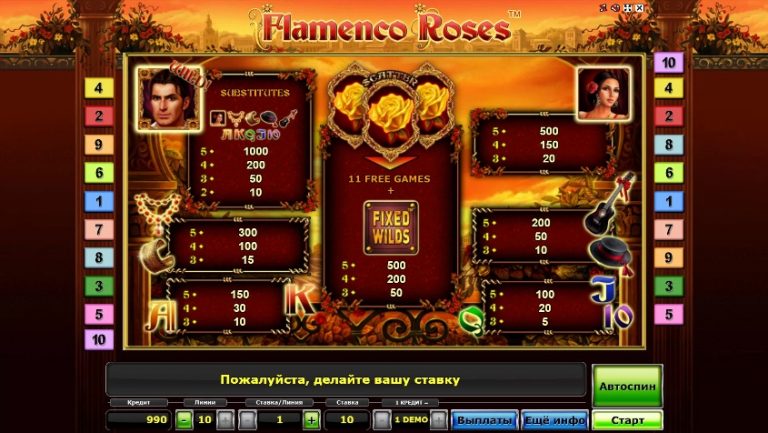 Flamenco Roses™
WILD
SUBSTITUTES
A K Q J 10
5 1000
4 200
3 50
2 10
SCATTER
11 FREE GAMES
+
FIXED
WILDS
5 500
4 200
3 50
5 500
4 150
3 20
5 300
4 100
3 15
5 200
4 50
3 10
A
5 150
4 30
3 10
K
Q
5 100
4 20
3 5
J
10
4
2
9
6
1
7
8
3
5
10
10
4
2
8
6
1
7
9
3
5
Пожалуйста, делайте вашу ставку
Автоспин
Кредит Линии Ставка/Линия Ставка 1 КРЕДИТ =
990 - 10 + - 1 + 10 - 1 DEMO + Выплаты Ещё инфо Старт